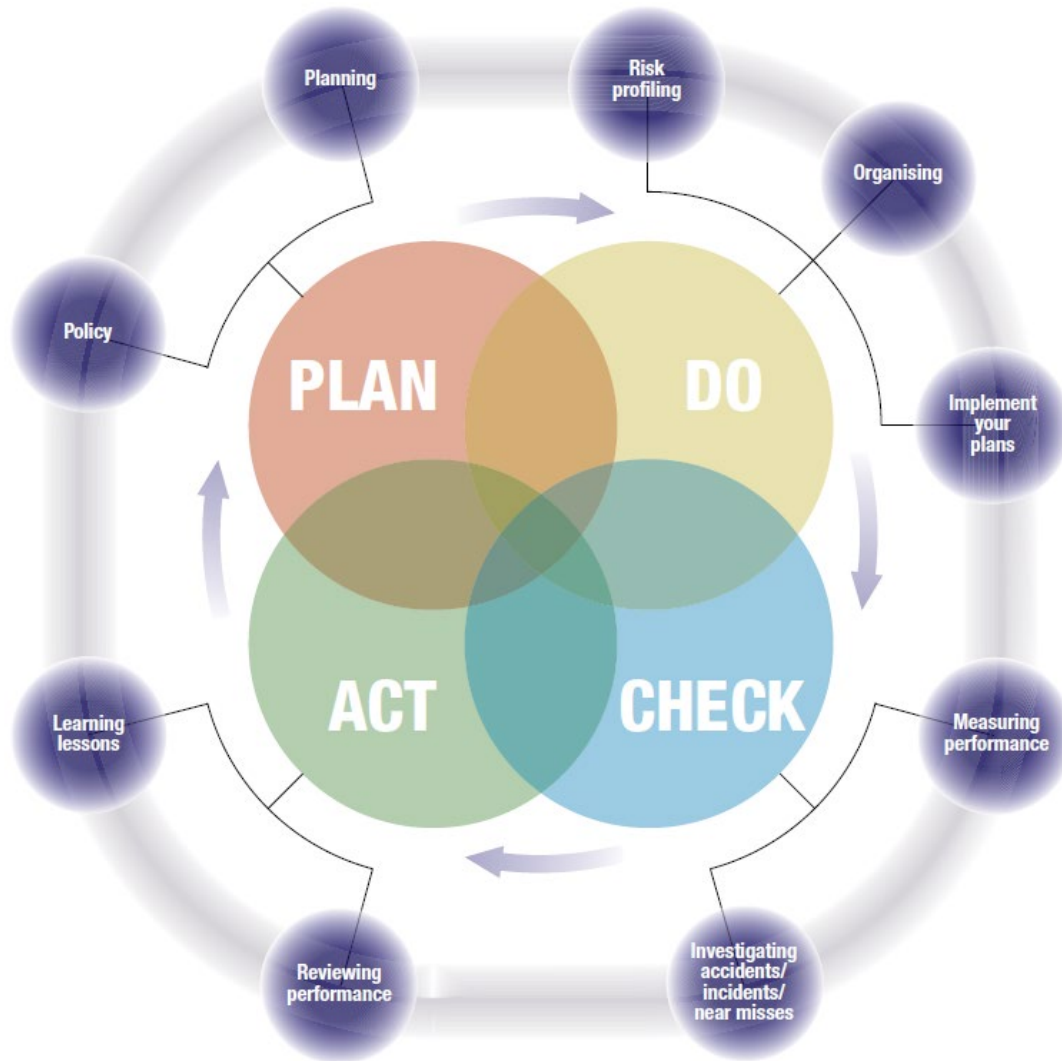 Planning
Risk
profiling
Organising
Policy
PLAN
DO
Implement
your
plans
ACT
CHECK
Learning
lessons
Measuring
performance
Reviewing
performance
Investigating
accidents/
incidents/
near misses